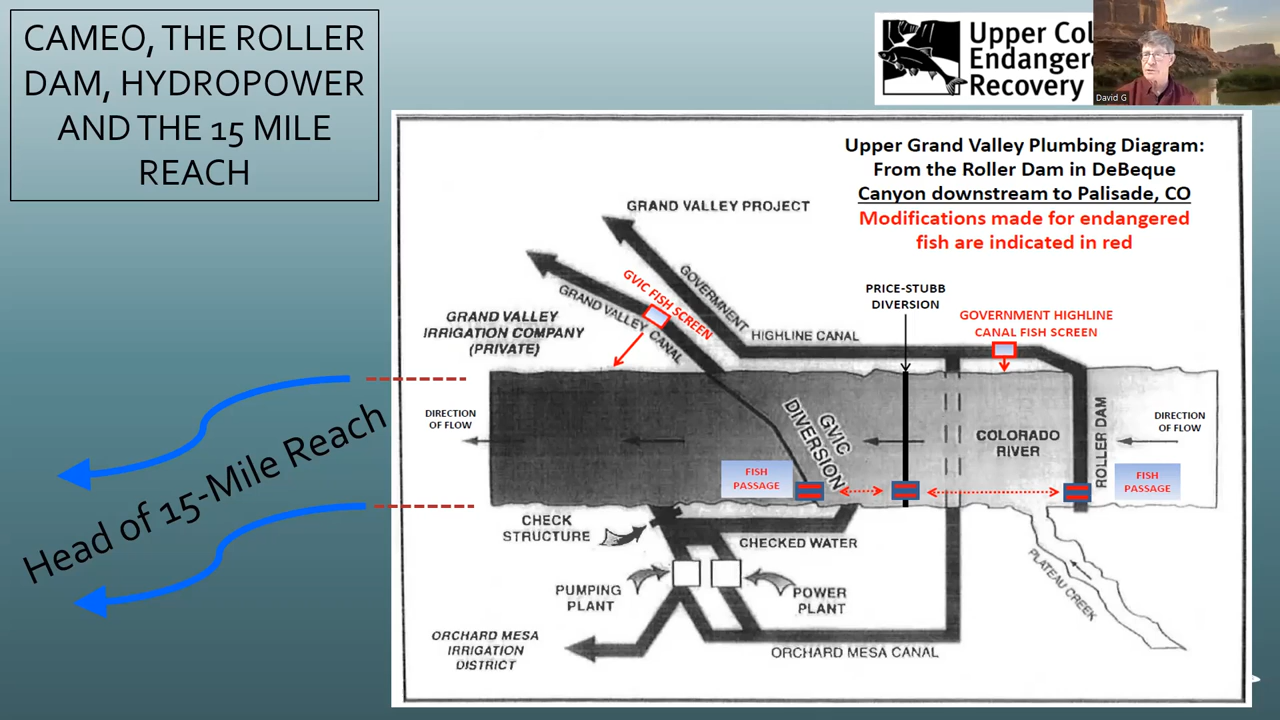 CAMEO, THE ROLLER
DAM, HYDROPOWER
AND THE 15 MILE
REACH
Upper Col
Endangere
Recovery
David G
Upper Grand Valley Plumbing Diagram:
From the Roller Dam in DeBeque
Canyon downstream to Palisade, CO
Modifications made for endangered
fish are indicated in red
GRAND VALLEY PROJECT
GOVERNMENT
HIGHLINE CANAL
GVIC FISH SCREEN
GRAND VALLEY CANAL
GRAND VALLEY
IRRIGATION COMPANY
(PRIVATE)
PRICE-STUBB
DIVERSION
GOVERNMENT HIGHLINE
CANAL FISH SCREEN
DIRECTION
OF FLOW
GVIC
DIVERSION
COLORADO
RIVER
ROLLER DAM
DIRECTION
OF FLOW
FISH
PASSAGE
FISH
PASSAGE
Head of 15-Mile Reach
CHECK
STRUCTURE
CHECKED WATER
PUMPING
PLANT
POWER
PLANT
PLATEAU CREEK
ORCHARD MESA
IRRIGATION
DISTRICT
ORCHARD MESA CANAL